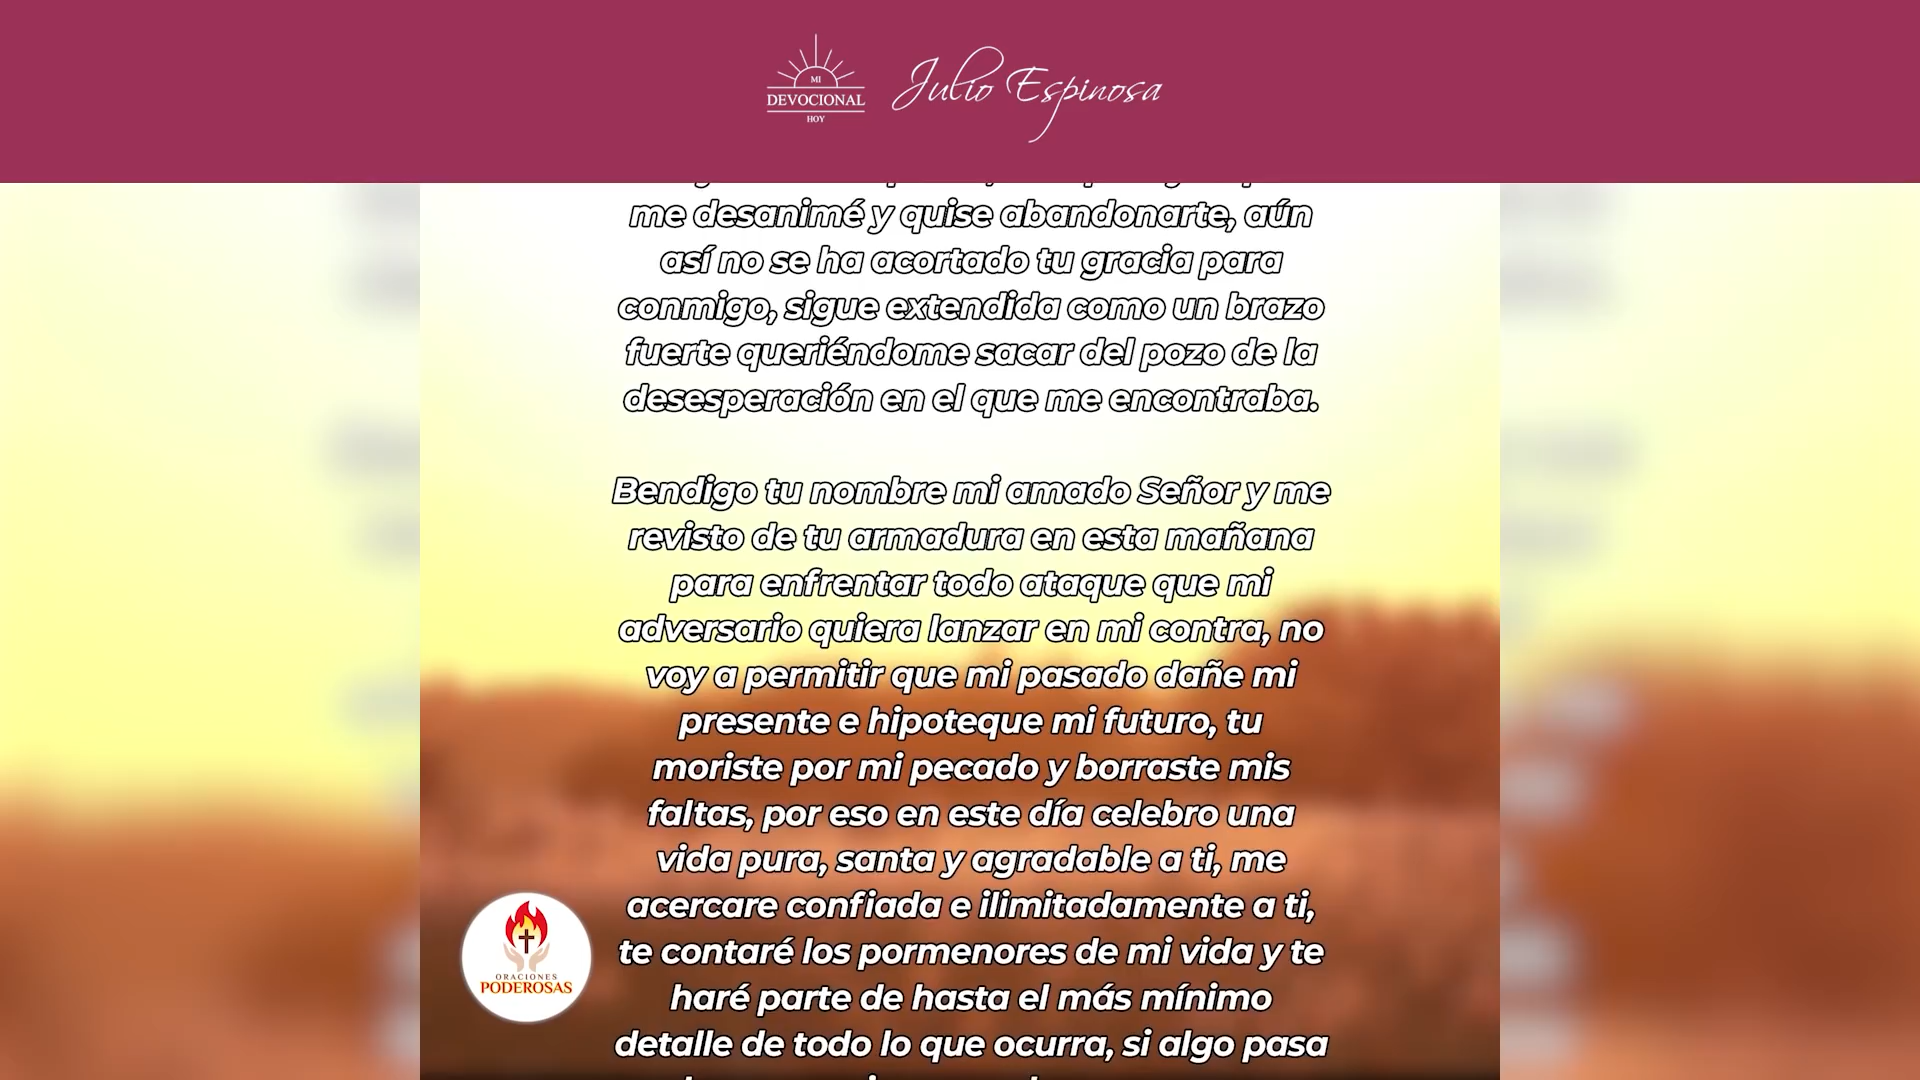 MI
DEVOCIONAL
HOY
Julio Espinosa
me desanimé y quise abandonarte, aún
así no se ha acortado tu gracia para
conmigo, sigue extendida como un brazo
fuerte queriéndome sacar del pozo de la
desesperación en el que me encontraba.
Bendigo tu nombre mi amado Señor y me
revisto de tu armadura en esta mañana
para enfrentar todo ataque que mi
adversario quiera lanzar en mi contra, no
voy a permitir que mi pasado dañe mi
presente e hipoteque mi futuro, tu
moriste por mi pecado y borraste mis
faltas, por eso en este día celebro una
vida pura, santa y agradable a ti, me
acercare confiada e ilimitadamente a ti,
te contaré los pormenores de mi vida y te
haré parte de hasta el más mínimo
detalle de todo lo que ocurra, si algo pasa
ORACIONES
PODEROSAS